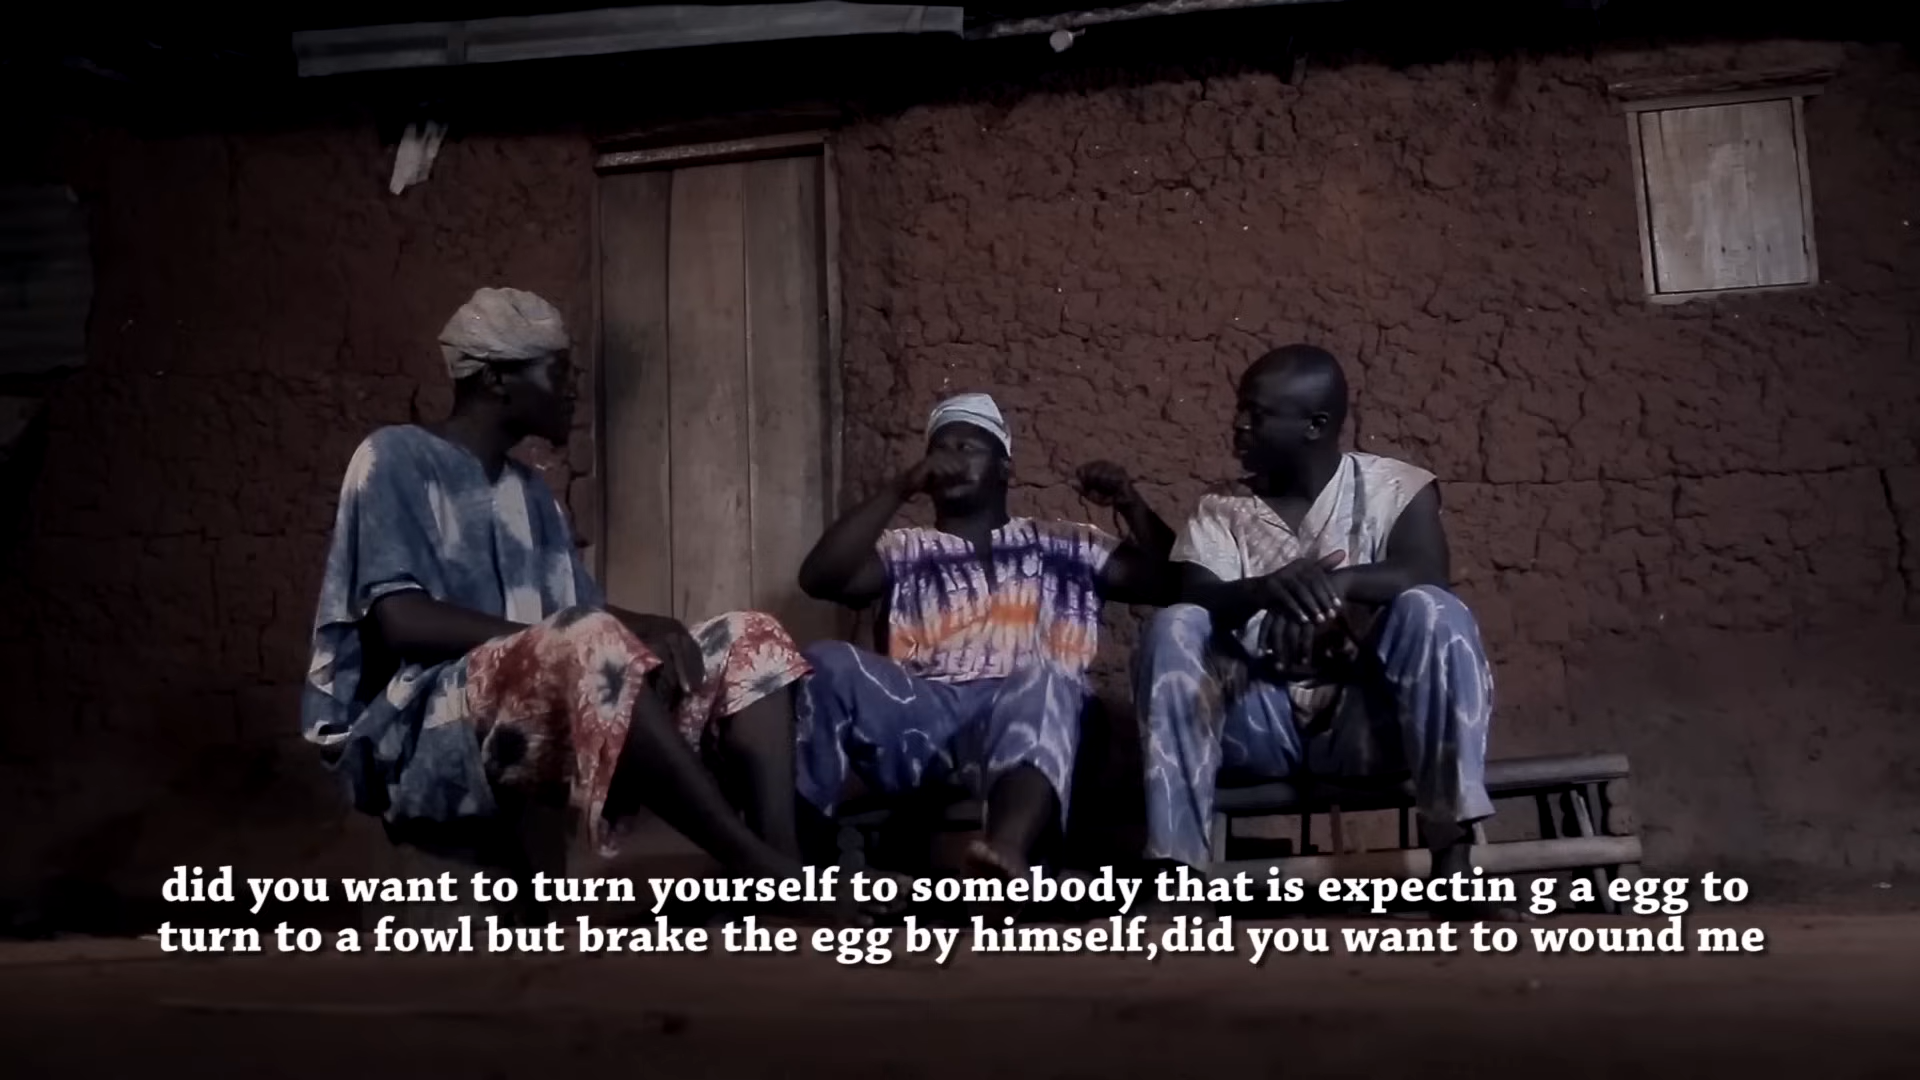 did you want to turn yourself to somebody that is expectin g a egg to
turn to a fowl but brake the egg by himself,did you want to wound me